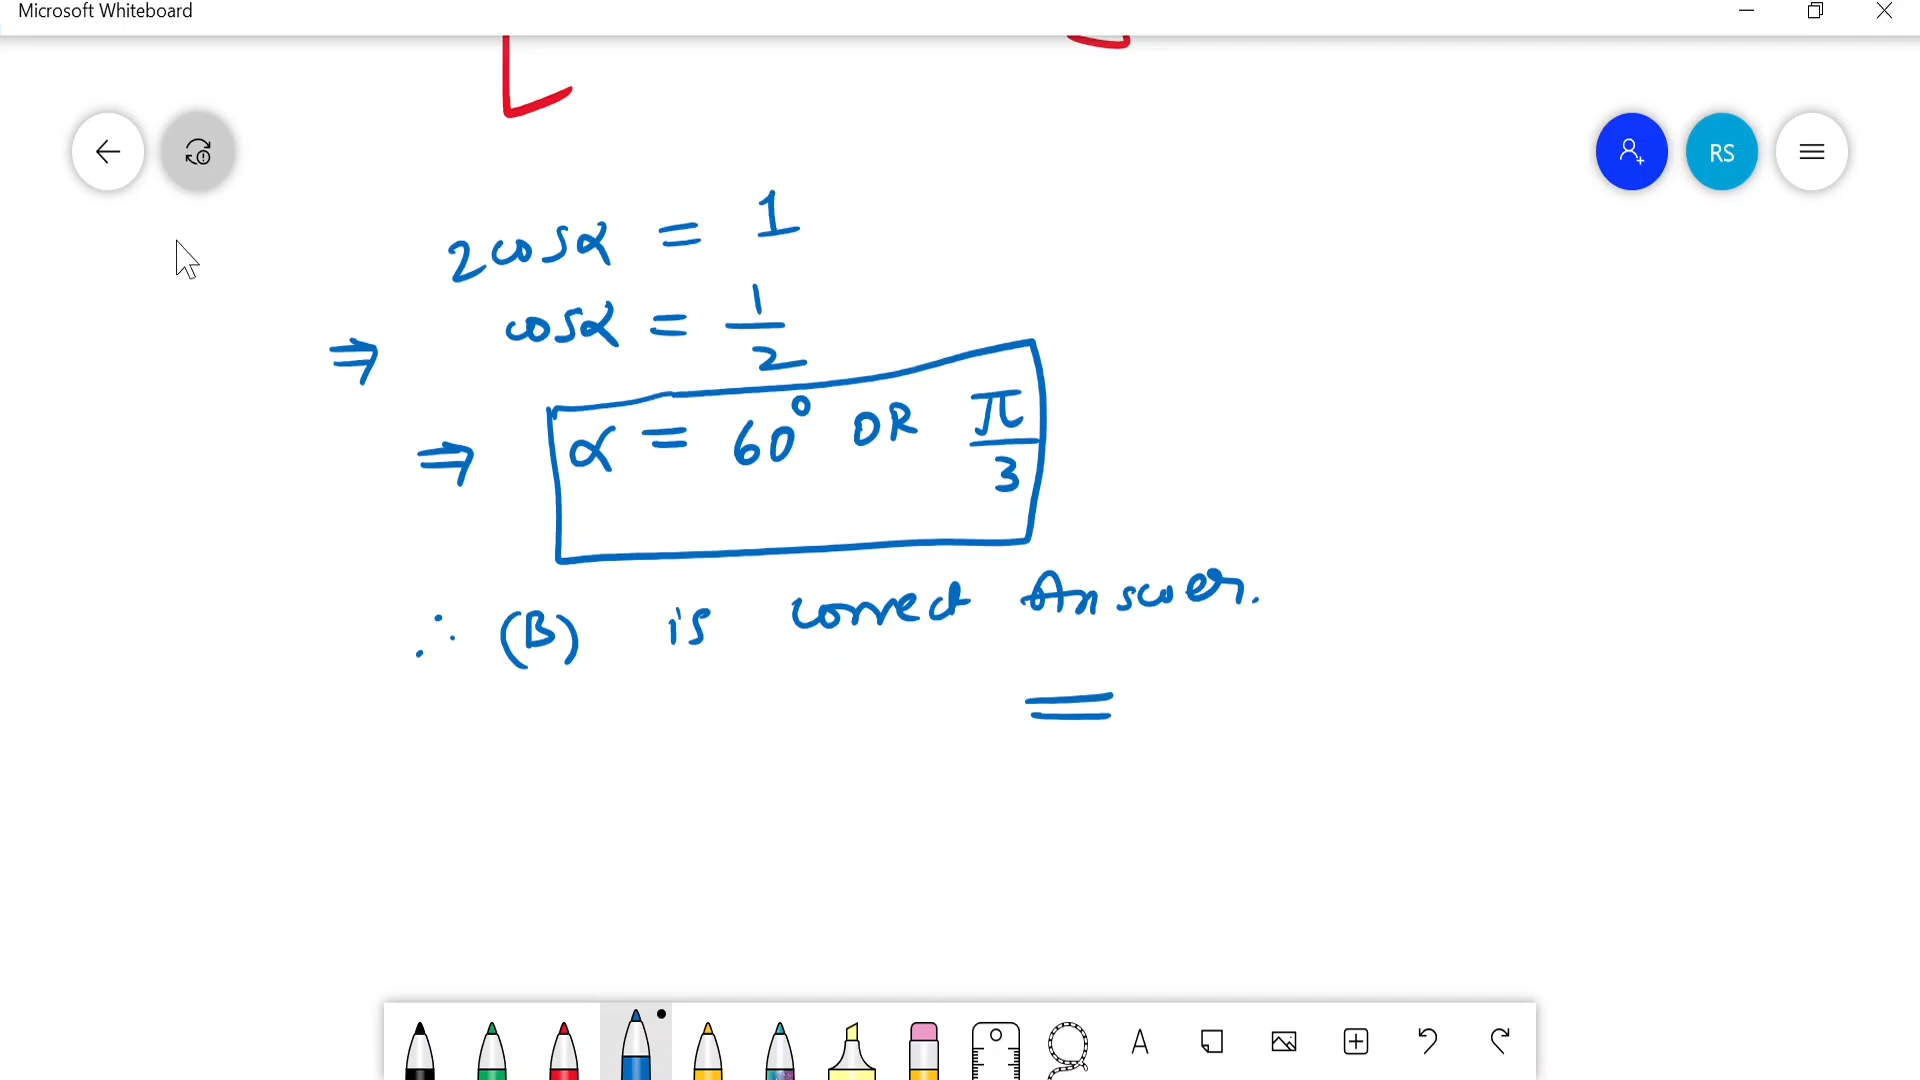 Microsoft Whiteboard
RS
2cosα = 1
⇒ cosα = 1/2
⇒ α = 60° OR π/3
∴ (B) is correct Answer.
A